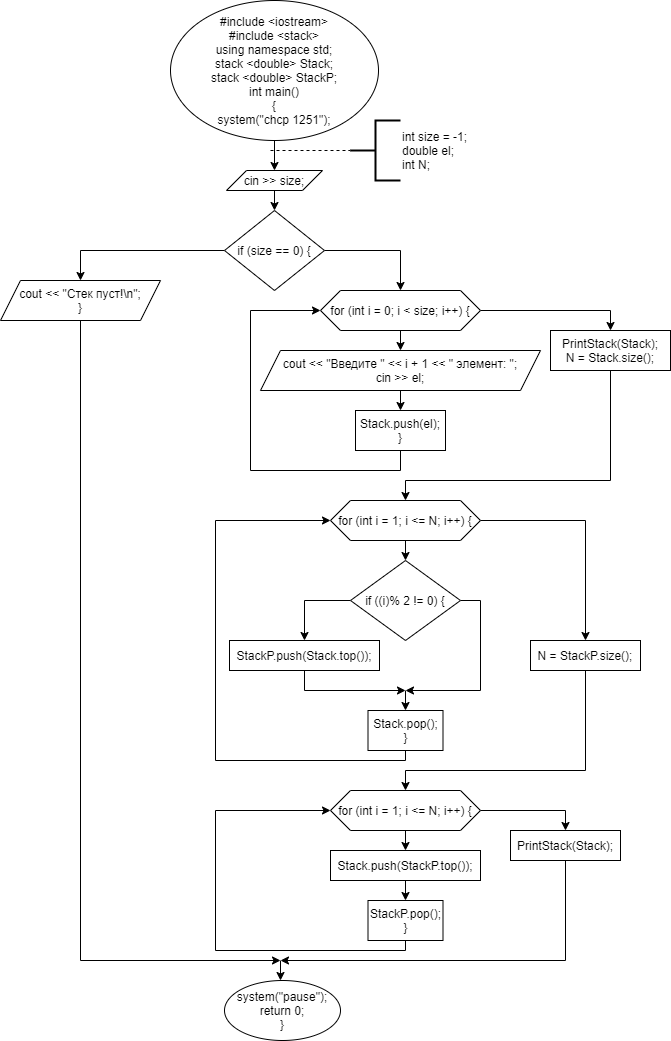 #include <iostream>
#include <stack>
using namespace std;
stack <double> Stack;
stack <double> StackP;
int main()
{
system("chcp 1251");
int size = -1;
double el;
int N;
cin >> size;
if (size == 0) {
cout << "Стек пуст!\n";
}
for (int i = 0; i < size; i++) {
PrintStack(Stack);
N = Stack.size();
cout << "Введите " << i + 1 << " элемент: ";
cin >> el;
Stack.push(el);
}
for (int i = 1; i <= N; i++) {
if ((i)% 2 != 0) {
StackP.push(Stack.top());
N = StackP.size();
Stack.pop();
}
for (int i = 1; i <= N; i++) {
PrintStack(Stack);
Stack.push(StackP.top());
StackP.pop();
}
system("pause");
return 0;
}